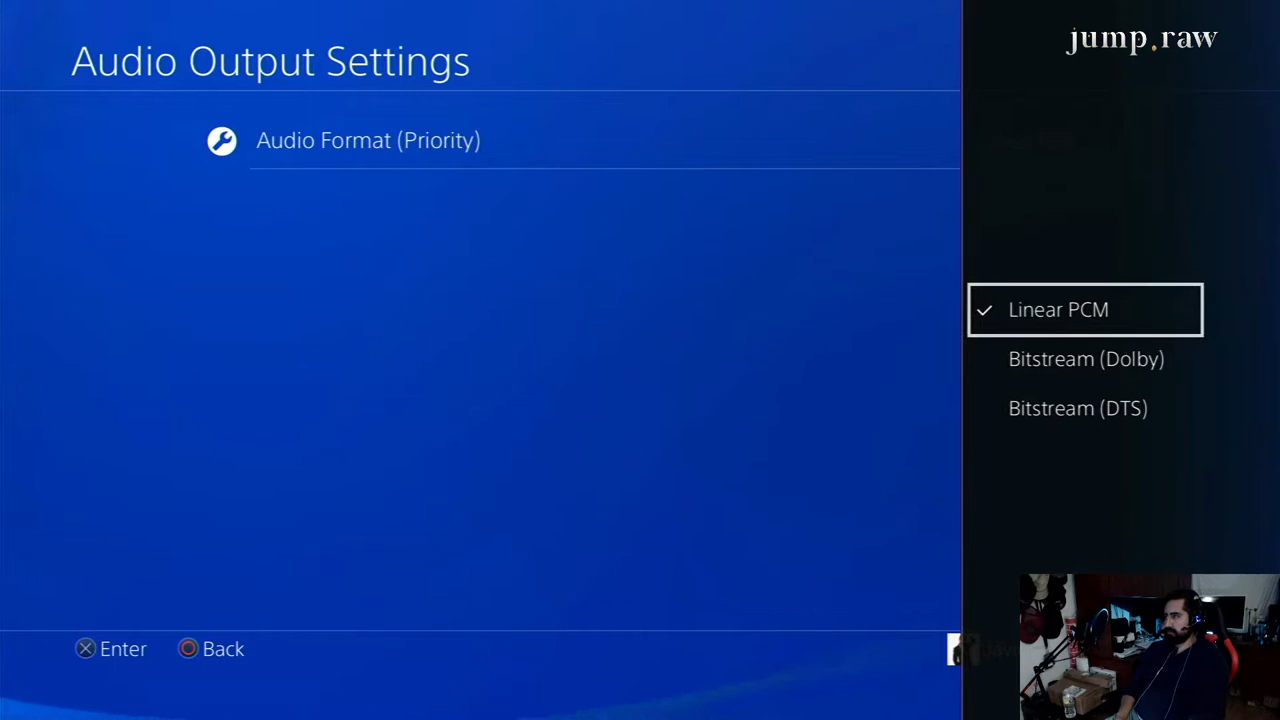 Audio Output Settings
jump.raw
Audio Format (Priority)
Linear PCM
Bitstream (Dolby)
Bitstream (DTS)
Enter
Back